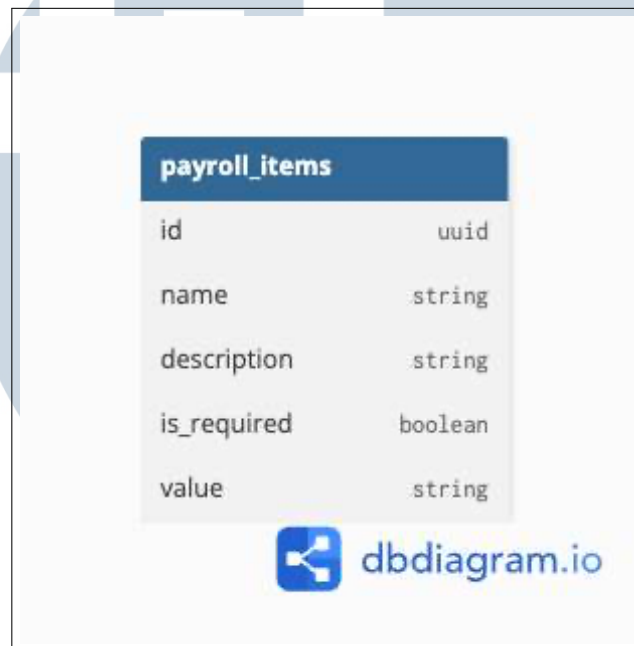 payroll_items
id uuid
name string
description string
is_required boolean
value string
dbdiagram.io